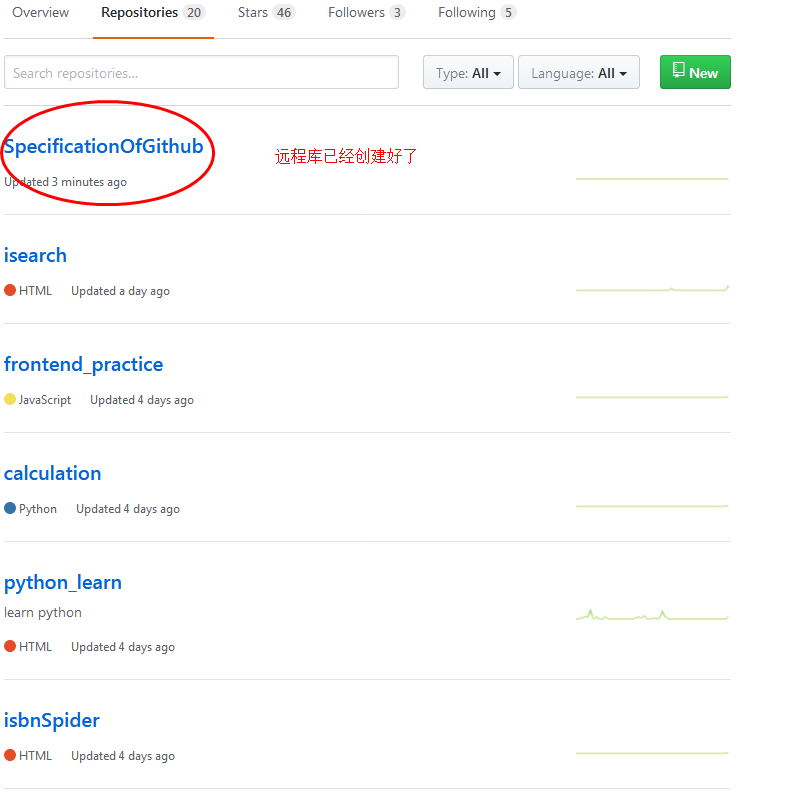 Overview Repositories 20 Stars 46 Followers 3 Following 5
Search repositories... Type: All Language: All New
SpecificationOfGithub
远程库已经创建好了
Updated 3 minutes ago
isearch
HTML Updated a day ago
frontend_practice
JavaScript Updated 4 days ago
calculation
Python Updated 4 days ago
python_learn
learn python
HTML Updated 4 days ago
isbnSpider
HTML Updated 4 days ago